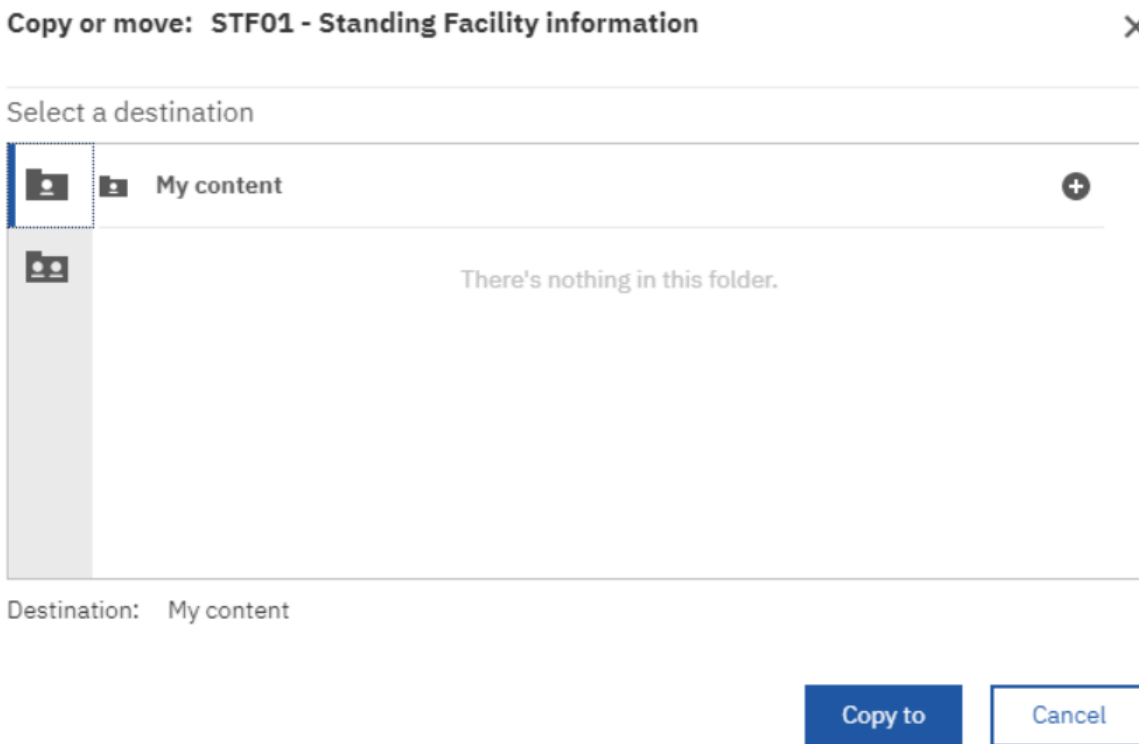 Copy or move: STF01 - Standing Facility information
Select a destination
My content
There's nothing in this folder.
Destination: My content
Copy to
Cancel